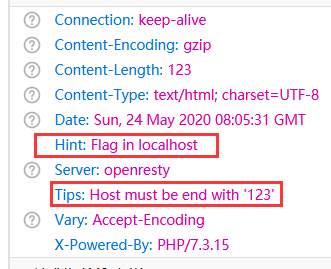 Connection: keep-alive
Content-Encoding: gzip
Content-Length: 123
Content-Type: text/html; charset=UTF-8
Date: Sun, 24 May 2020 08:05:31 GMT
Hint: Flag in localhost
Server: openresty
Tips: Host must be end with '123'
Vary: Accept-Encoding
X-Powered-By: PHP/7.3.15